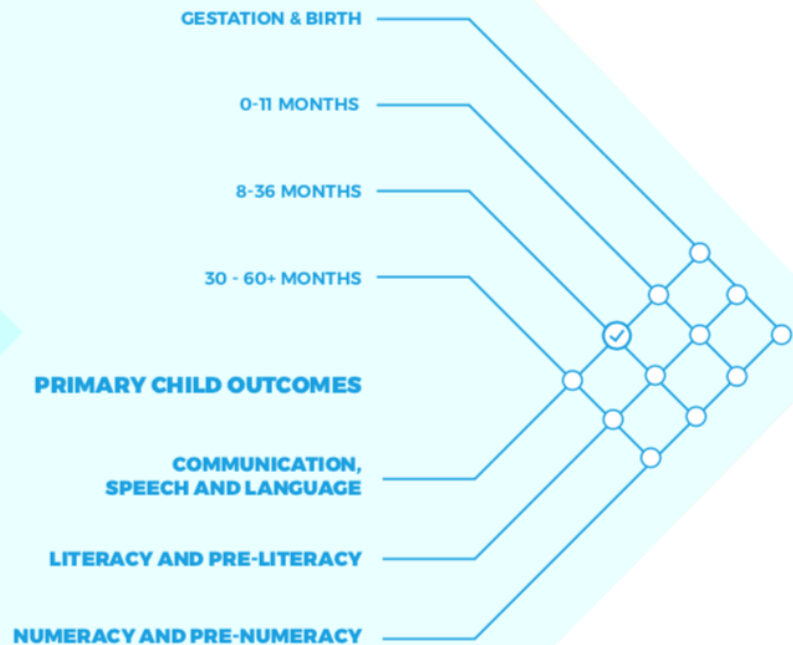 GESTATION & BIRTH
0-11 MONTHS
8-36 MONTHS
30 - 60+ MONTHS
PRIMARY CHILD OUTCOMES
COMMUNICATION,
SPEECH AND LANGUAGE
LITERACY AND PRE-LITERACY
NUMERACY AND PRE-NUMERACY